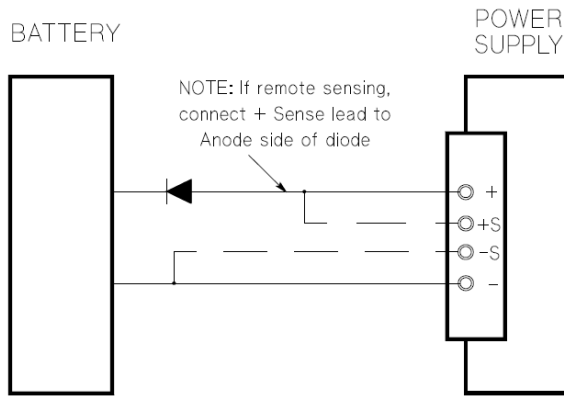 BATTERY
POWER
SUPPLY
NOTE: If remote sensing,
connect + Sense lead to
Anode side of diode
+
+S
-S
-